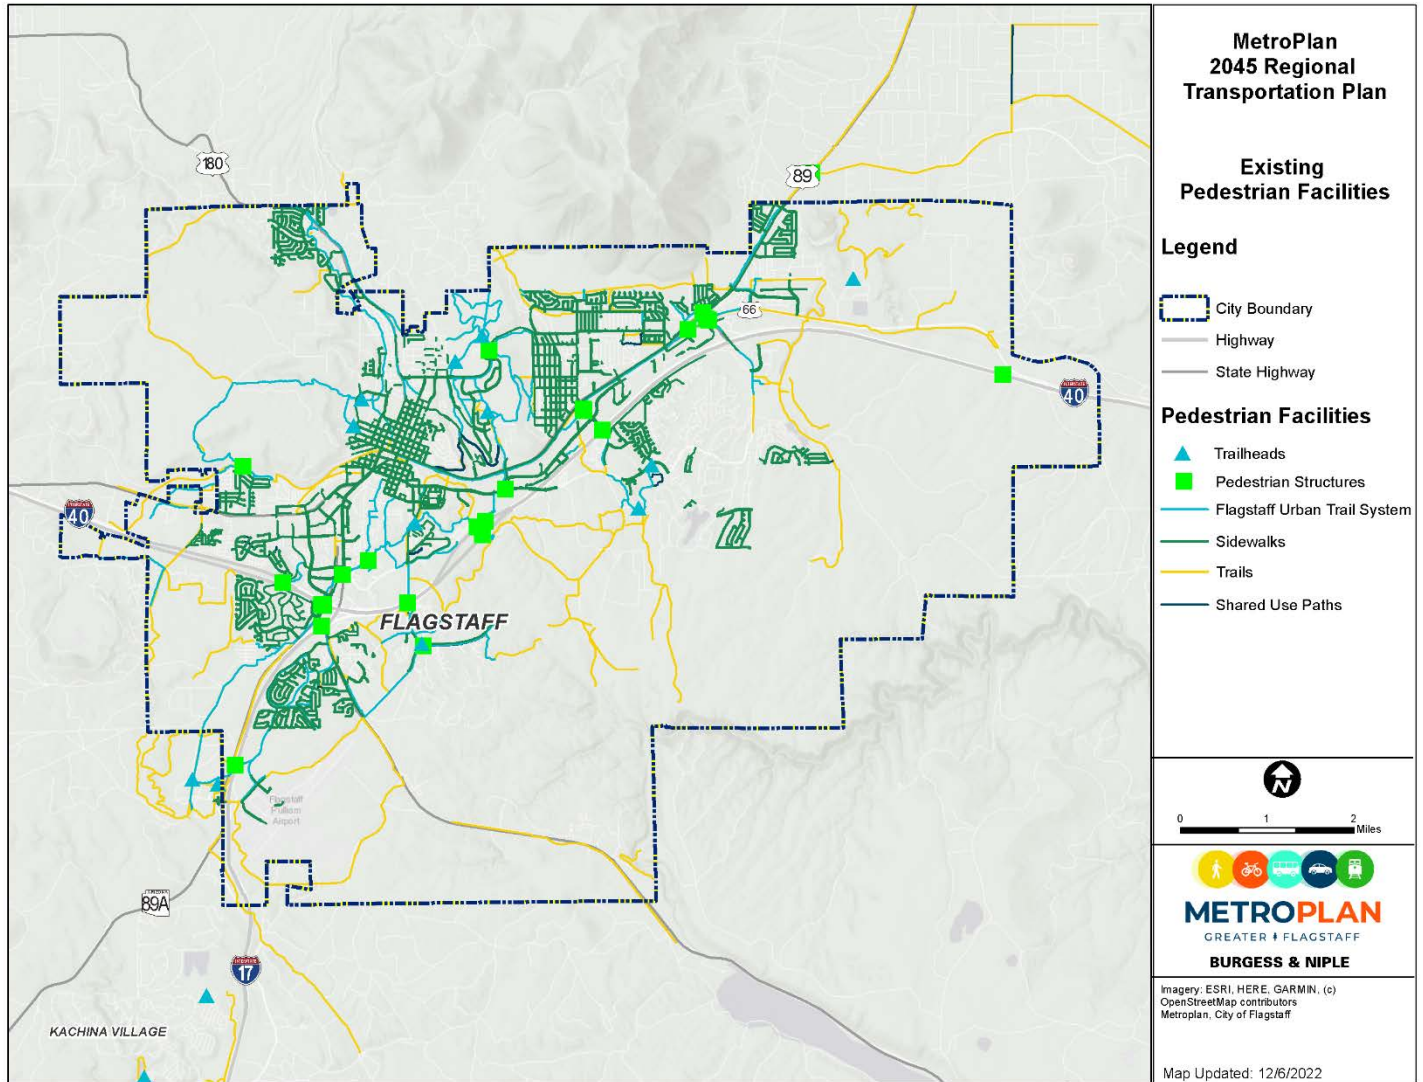 MetroPlan
2045 Regional
Transportation Plan
Existing
Pedestrian Facilities
Legend
City Boundary
Highway
State Highway
Pedestrian Facilities
Trailheads
Pedestrian Structures
Flagstaff Urban Trail System
Sidewalks
Trails
Shared Use Paths
N
0 1 2
Miles
METROPLAN
GREATER FLAGSTAFF
BURGESS & NIPLE
Imagery: ESRI, HERE, GARMIN, (c)
OpenStreetMap contributors
Metroplan, City of Flagstaff
Map Updated: 12/6/2022
180
89
66
40
40
FLAGSTAFF
Flagstaff
Pulliam
Airport
89A
17
KACHINA VILLAGE